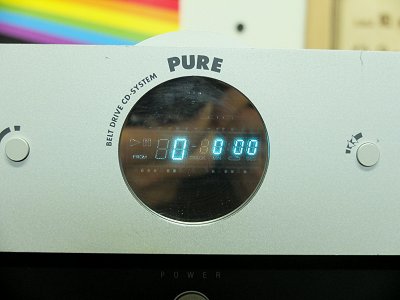 PURE
BELT DRIVE CD-SYSTEM
0 0 00
POWER